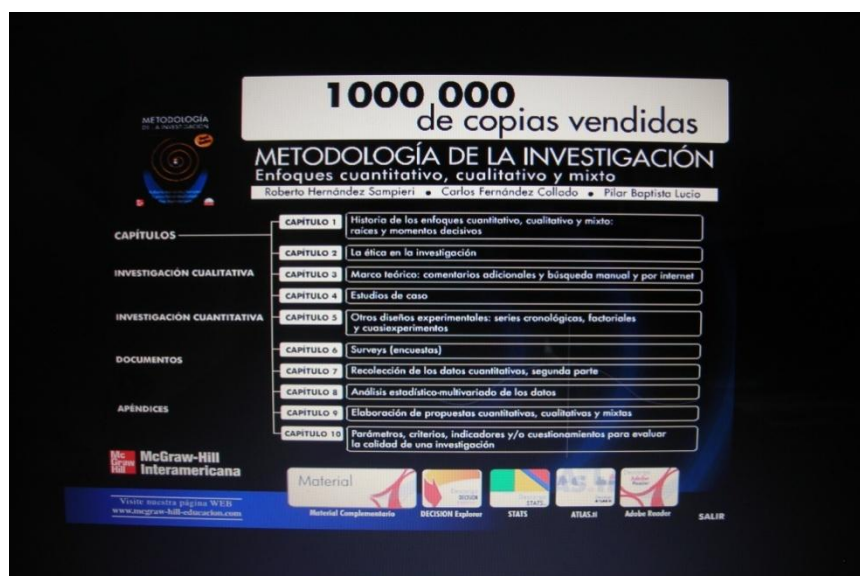 1000,000
de copias vendidas
METODOLOGÍA
DE LA INVESTIGACIÓN
METODOLOGÍA DE LA INVESTIGACIÓN
Enfoques cuantitativo, cualitativo y mixto
Roberto Hernández Sampieri • Carlos Fernández Collado • Pilar Baptista Lucio
CAPÍTULOS
CAPÍTULO 1 Historia de los enfoques cuantitativo, cualitativo y mixto:
raíces y momentos decisivos
CAPÍTULO 2 La ética en la investigación
INVESTIGACIÓN CUALITATIVA
CAPÍTULO 3 Marco teórico: comentarios adicionales y búsqueda manual y por internet
CAPÍTULO 4 Estudios de caso
INVESTIGACIÓN CUANTITATIVA
CAPÍTULO 5 Otros diseños experimentales: series cronológicas, factoriales
y cuasiexperimentos
CAPÍTULO 6 Surveys (encuestas)
DOCUMENTOS
CAPÍTULO 7 Recolección de los datos cuantitativos, segunda parte
CAPÍTULO 8 Análisis estadístico-multivariado de los datos
APÉNDICES
CAPÍTULO 9 Elaboración de propuestas cuantitativas, cualitativas y mixtas
CAPÍTULO 10 Parámetros, criterios, indicadores y/o cuestionamientos para evaluar
la calidad de una investigación
Mc
Graw
Hill
McGraw-Hill
Interamericana
Material
Visite nuestra página WEB
www.mcgraw-hill-educacion.com
Material Complementario
DECISION Explorer
STATS
ATLAS.ti
Adobe Reader
SALIR